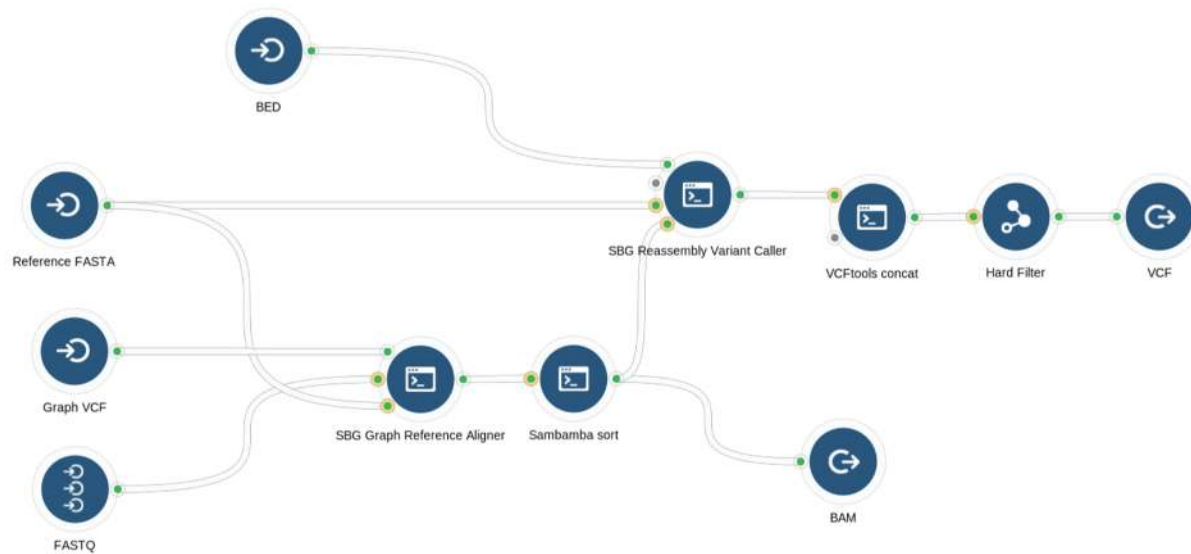 BED
Reference FASTA
SBG Reassembly Variant Caller
VCFtools concat
Hard Filter
VCF
Graph VCF
SBG Graph Reference Aligner
Sambamba sort
BAM
FASTQ